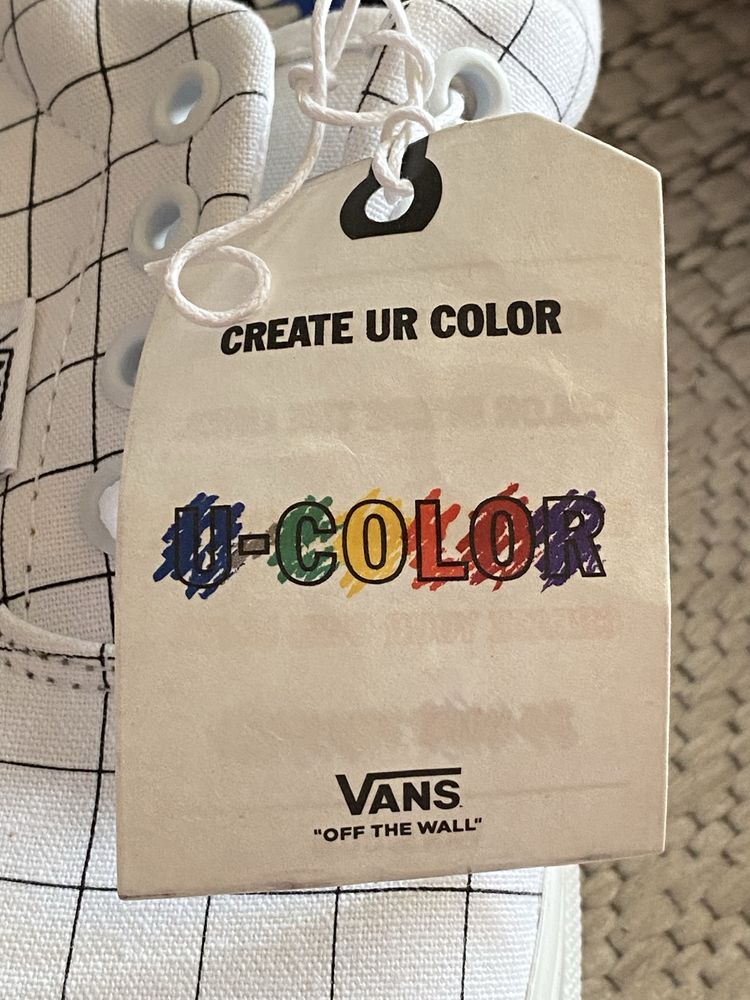 CREATE UR COLOR
U-COLOR
VANS
"OFF THE WALL"